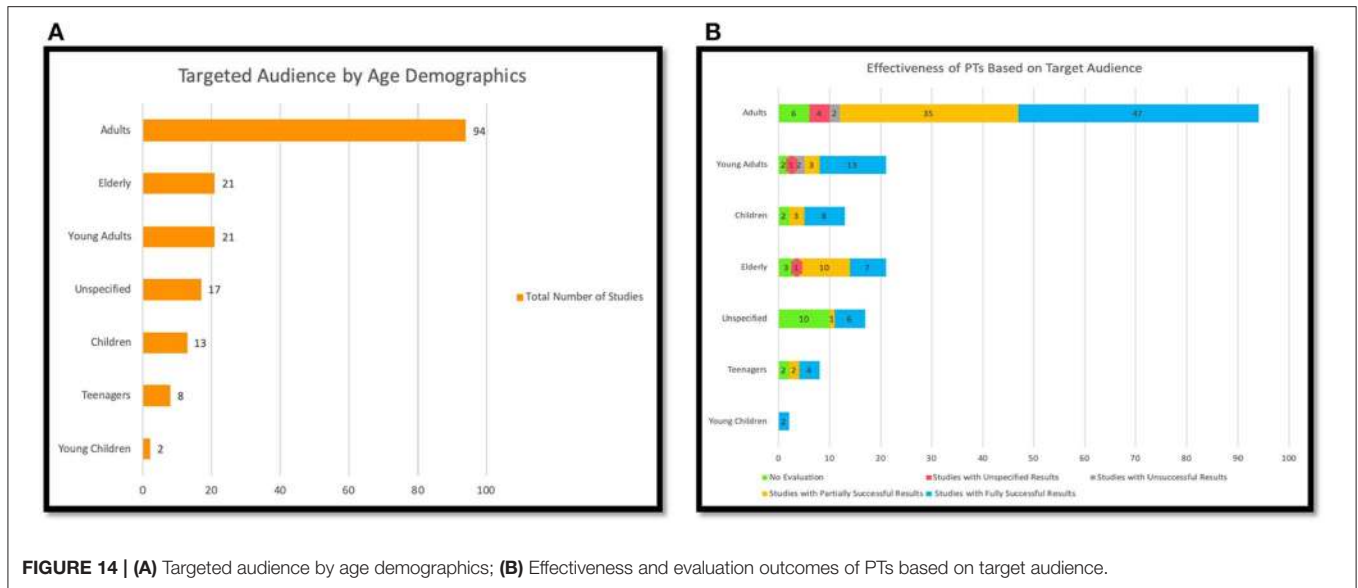 A
Targeted Audience by Age Demographics
Adults
94
Elderly
21
Young Adults
21
Unspecified
17
Total Number of Studies
Children
13
Teenagers
8
Young Children
2
0 20 40 60 80 100
B
Effectiveness of PTs Based on Target Audience
Adults
6 4 2 35 47
Young Adults
2 1 2 3 13
Children
2 3 8
Elderly
3 1 10 7
Unspecified
10 1 6
Teenagers
2 2 4
Young Children
2
0 10 20 30 40 50 60 70 80 90 100
No Evaluation Studies with Unspecified Results Studies with Unsuccessful Results
Studies with Partially Successful Results Studies with Fully Successful Results
FIGURE 14 | (A) Targeted audience by age demographics; (B) Effectiveness and evaluation outcomes of PTs based on target audience.